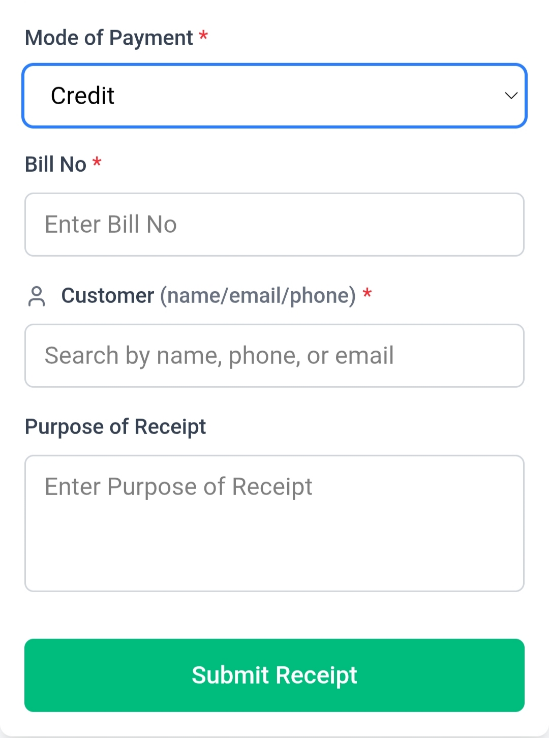 Mode of Payment *
Credit
Bill No *
Enter Bill No
Customer (name/email/phone) *
Search by name, phone, or email
Purpose of Receipt
Enter Purpose of Receipt
Submit Receipt